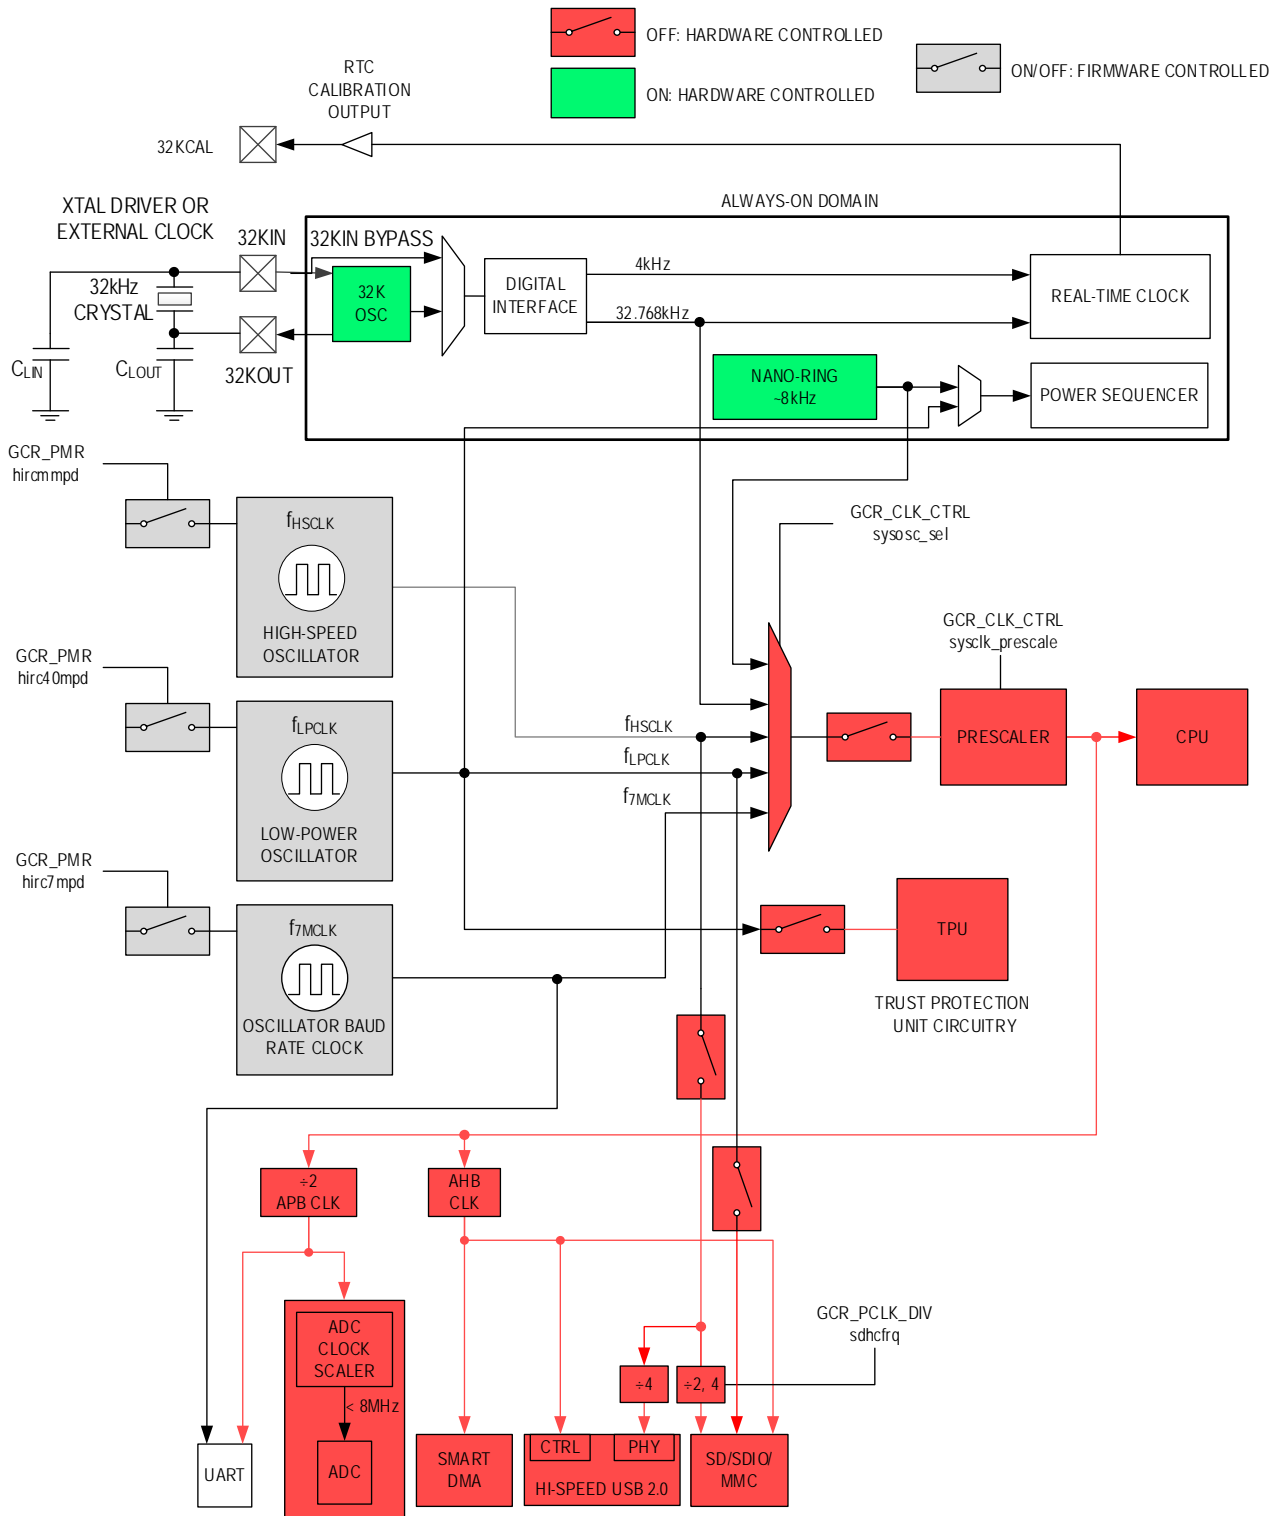 OFF: HARDWARE CONTROLLED
ON/OFF: FIRMWARE CONTROLLED
ON: HARDWARE CONTROLLED
RTC
CALIBRATION
OUTPUT
32KCAL
ALWAYS-ON DOMAIN
XTAL DRIVER OR
EXTERNAL CLOCK
32KIN
32KIN BYPASS
32kHz
CRYSTAL
32K
OSC
DIGITAL
INTERFACE
4kHz
32.768kHz
REAL-TIME CLOCK
CLIN
CLOUT
32KOUT
NANO-RING
~8kHz
POWER SEQUENCER
GCR_PMR
hircmmpd
fHSCLK
HIGH-SPEED
OSCILLATOR
GCR_CLK_CTRL
sysosc_sel
GCR_CLK_CTRL
sysclk_prescale
GCR_PMR
hirc40mpd
fLPCLK
LOW-POWER
OSCILLATOR
fHSCLK
fLPCLK
f7MCLK
PRESCALER
CPU
GCR_PMR
hirc7mpd
f7MCLK
OSCILLATOR BAUD
RATE CLOCK
TPU
TRUST PROTECTION
UNIT CIRCUITRY
÷2
APB CLK
AHB
CLK
ADC
CLOCK
SCALER
< 8MHz
ADC
GCR_PCLK_DIV
sdhcfrq
÷4
÷2, 4
UART
SMART
DMA
CTRL
PHY
HI-SPEED USB 2.0
SD/SDIO/
MMC